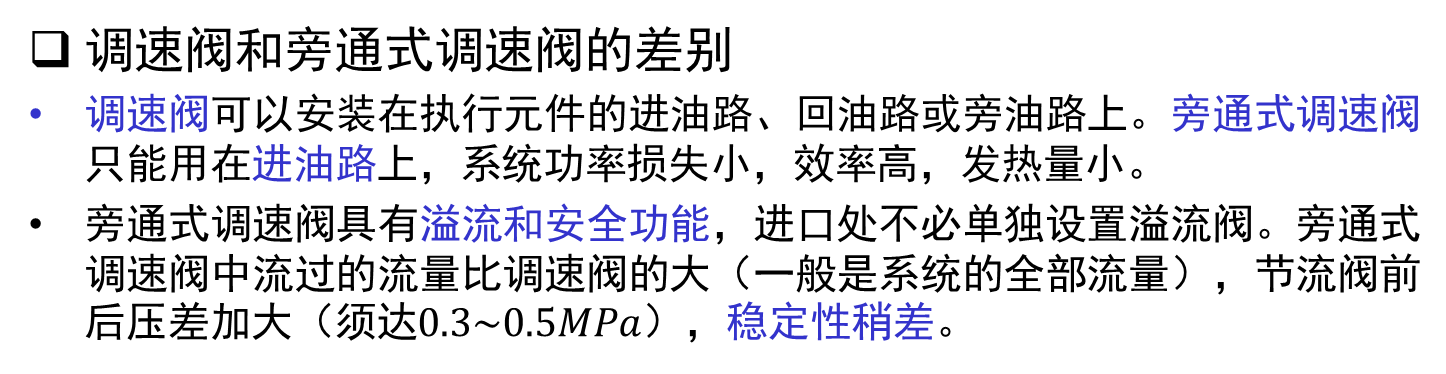 ❑ 调速阀和旁通式调速阀的差别
• 调速阀可以安装在执行元件的进油路、回油路或旁油路上。旁通式调速阀
只能用在进油路上，系统功率损失小，效率高，发热量小。
• 旁通式调速阀具有溢流和安全功能，进口处不必单独设置溢流阀。旁通式
调速阀中流过的流量比调速阀的大（一般是系统的全部流量），节流阀前
后压差加大（须达0.3~0.5MPa），稳定性稍差。